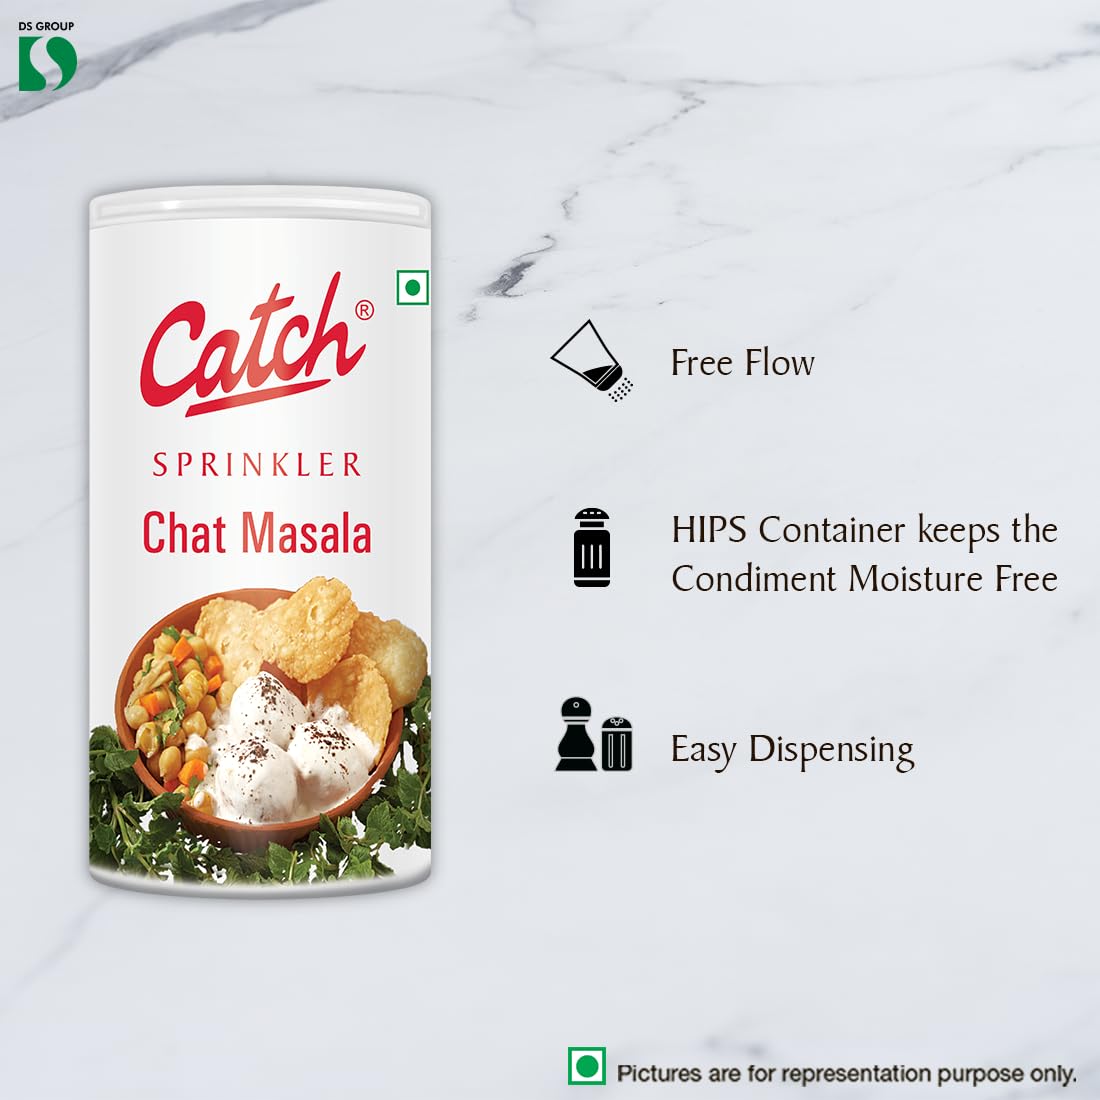 DS GROUP
Catch®
SPRINKLER
Chat Masala
Free Flow
HIPS Container keeps the
Condiment Moisture Free
Easy Dispensing
Pictures are for representation purpose only.